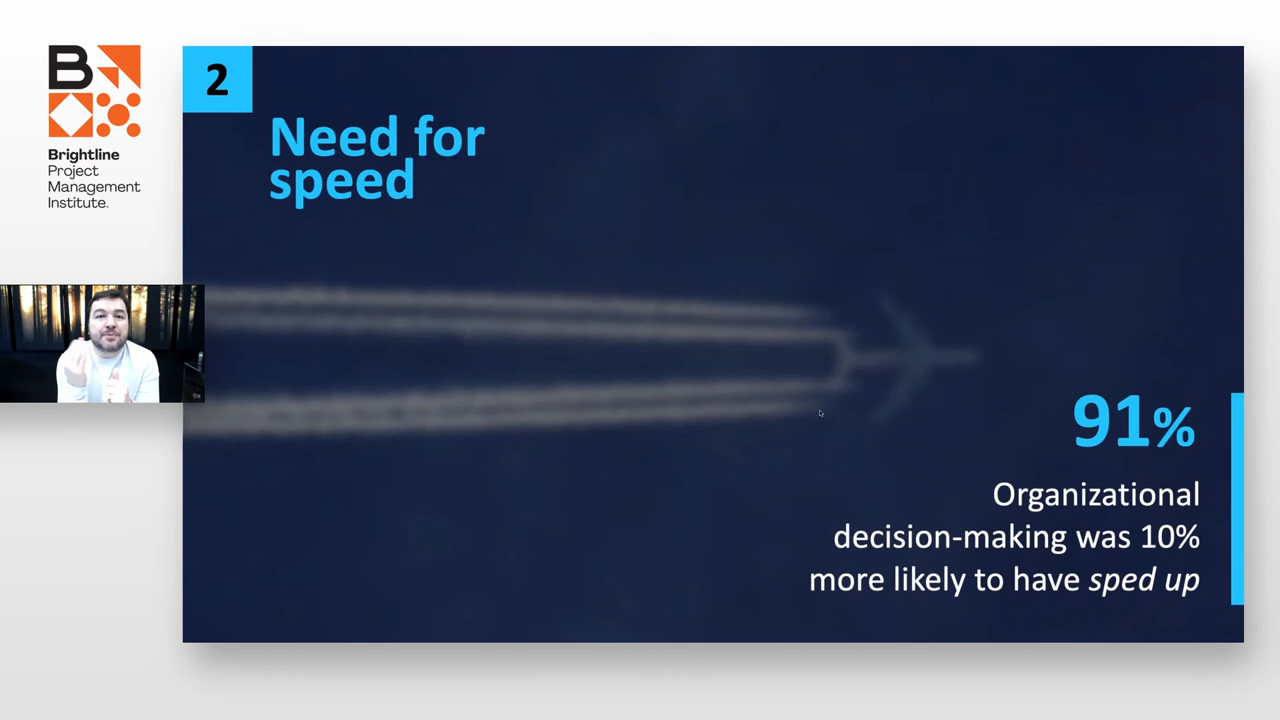 B
Brightline
Project
Management
Institute.
2
Need for
speed
91%
Organizational
decision-making was 10%
more likely to have sped up